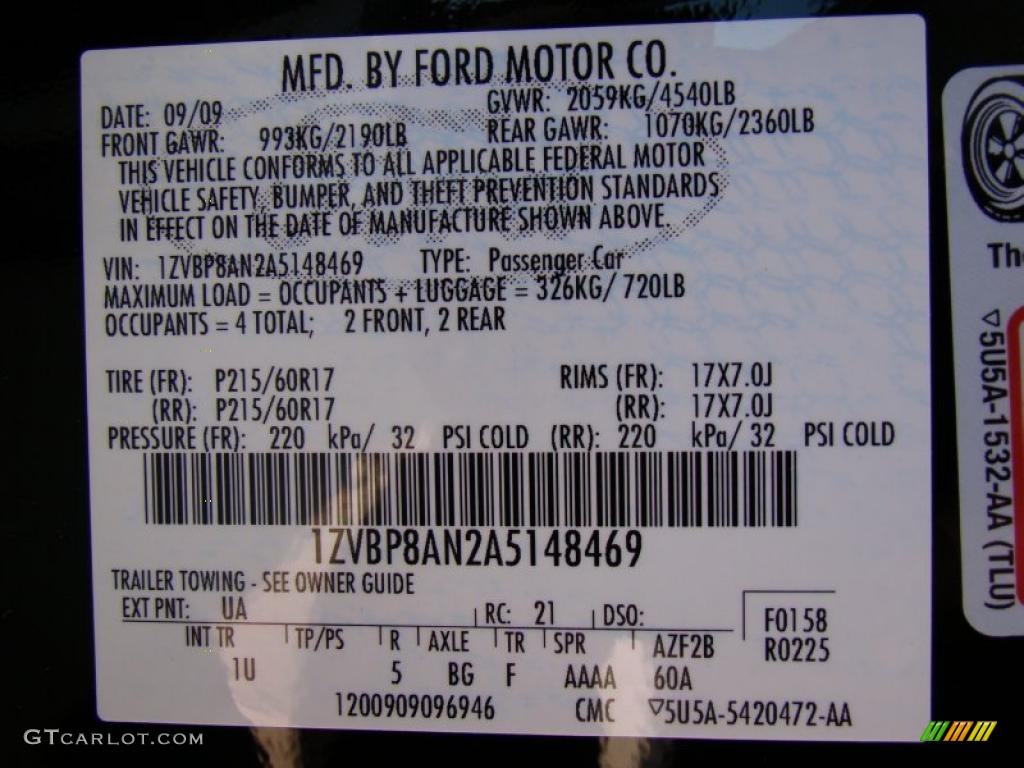 MFD. BY FORD MOTOR CO.
DATE: 09/09 GVWR: 2059KG/4540LB
FRONT GAWR: 993KG/2190LB REAR GAWR: 1070KG/2360LB
THIS VEHICLE CONFORMS TO ALL APPLICABLE FEDERAL MOTOR
VEHICLE SAFETY, BUMPER, AND THEFT PREVENTION STANDARDS
IN EFFECT ON THE DATE OF MANUFACTURE SHOWN ABOVE.
VIN: 1ZVBP8AN2A5148469 TYPE: Passenger Car
MAXIMUM LOAD = OCCUPANTS + LUGGAGE = 326KG/ 720LB
OCCUPANTS = 4 TOTAL; 2 FRONT, 2 REAR
TIRE (FR): P215/60R17 RIMS (FR): 17X7.0J
(RR): P215/60R17 (RR): 17X7.0J
PRESSURE (FR): 220 kPa/ 32 PSI COLD (RR): 220 kPa/ 32 PSI COLD
1ZVBP8AN2A5148469
TRAILER TOWING - SEE OWNER GUIDE
EXT PNT: UA RC: 21 DSO: F0158
INT TR TP/PS R AXLE TR SPR AZF2B R0225
1U 5 BG F AAAA 60A
1200909096946 CMC ▽5U5A-5420472-AA
▽5U5A-1532-AA (TLU)
GTCARLOT.COM